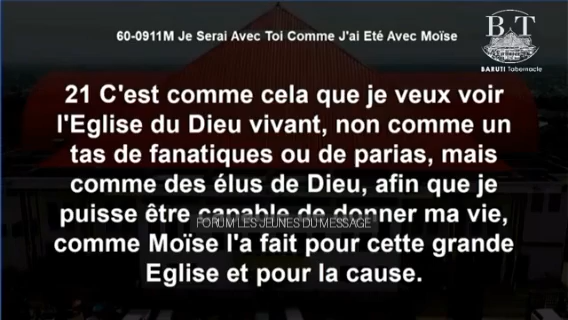 60-0911M Je Serai Avec Toi Comme J'ai Eté Avec Moïse
B.T
BARUTI Tabernacle
21 C'est comme cela que je veux voir
l'Eglise du Dieu vivant, non comme un
tas de fanatiques ou de parias, mais
comme des élus de Dieu, afin que je
puisse être capable de donner ma vie,
FORUM LES JEUNES DU MESSAGE
comme Moïse l'a fait pour cette grande
Eglise et pour la cause.